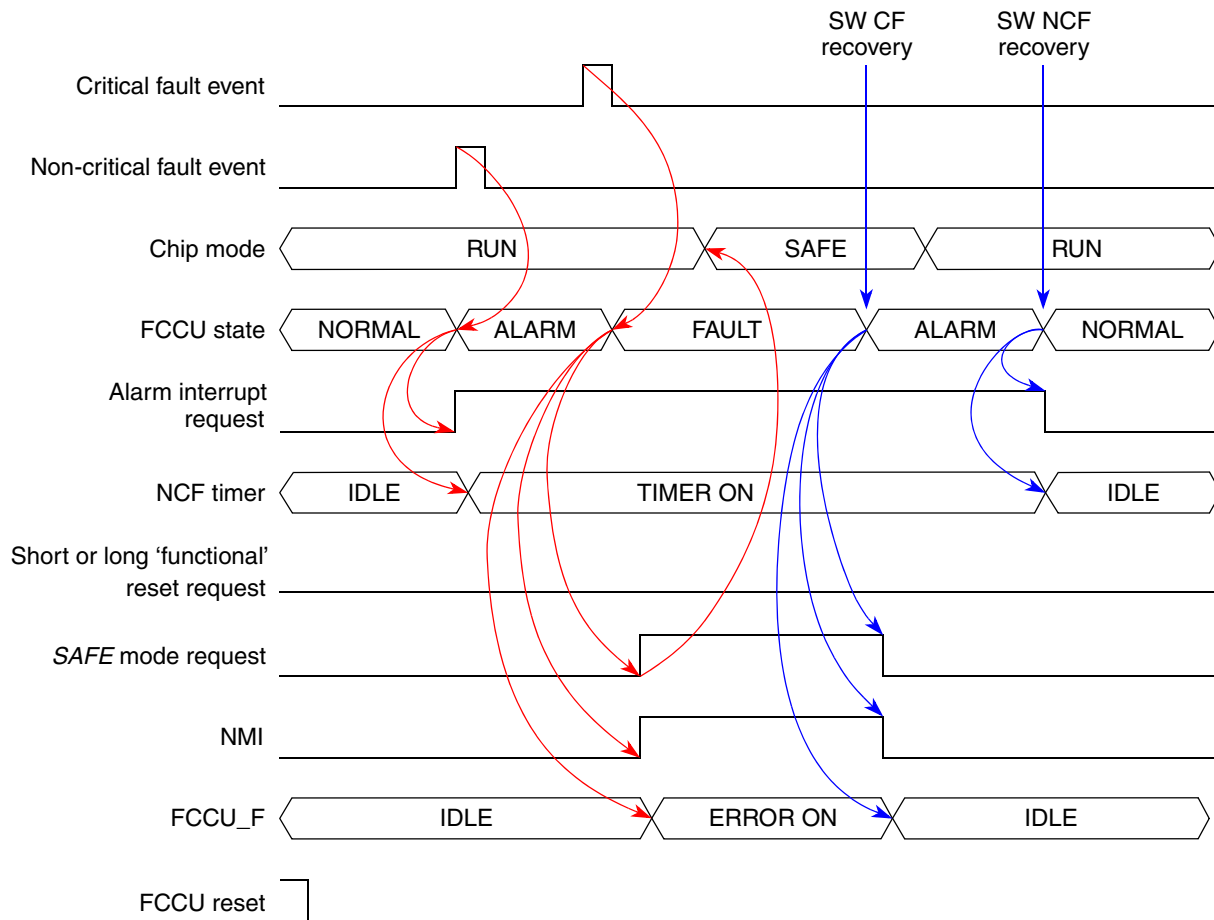 SW CF
recovery
SW NCF
recovery
Critical fault event
Non-critical fault event
Chip mode
RUN
SAFE
RUN
FCCU state
NORMAL
ALARM
FAULT
ALARM
NORMAL
Alarm interrupt
request
NCF timer
IDLE
TIMER ON
IDLE
Short or long ‘functional’
reset request
SAFE mode request
NMI
FCCU_F
IDLE
ERROR ON
IDLE
FCCU reset